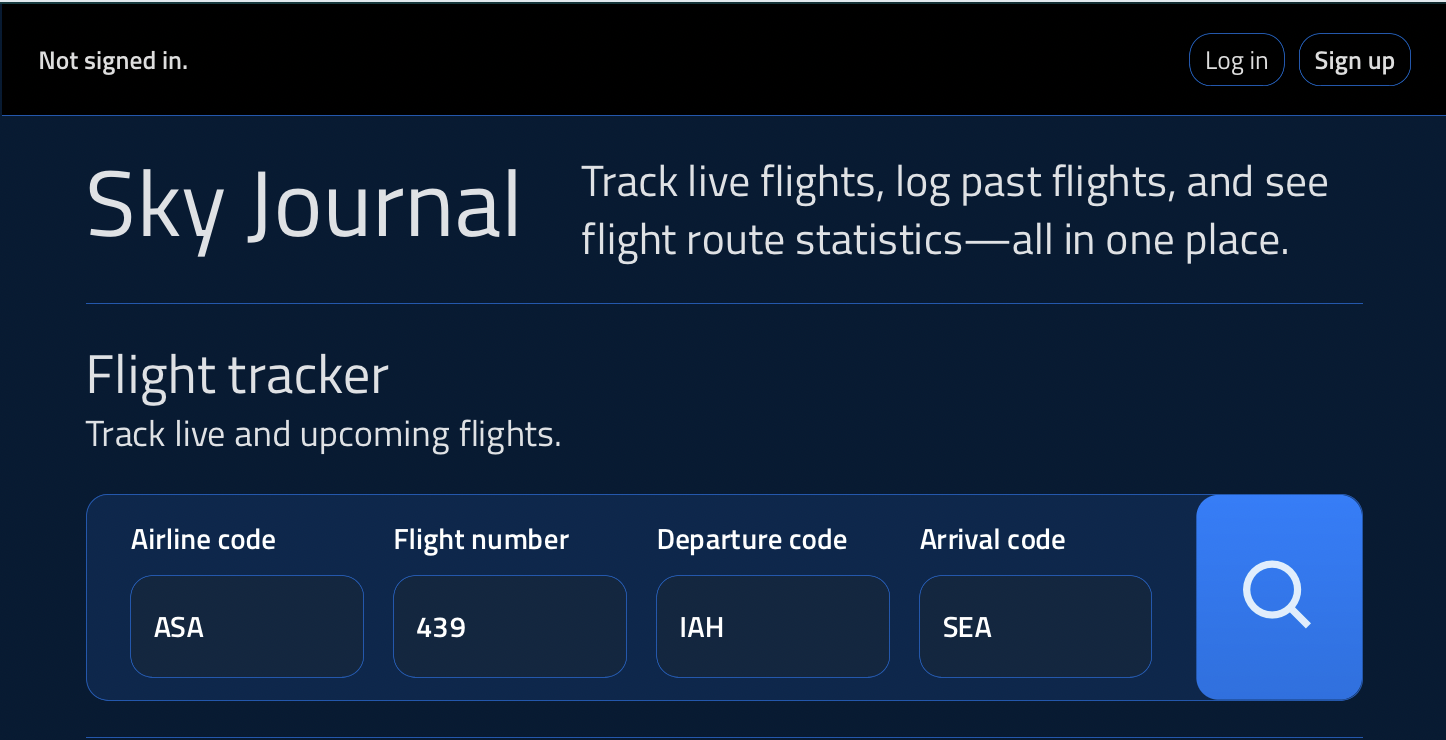 Not signed in.
Log in
Sign up
Sky Journal
Track live flights, log past flights, and see
flight route statistics—all in one place.
Flight tracker
Track live and upcoming flights.
Airline code
Flight number
Departure code
Arrival code
ASA
439
IAH
SEA